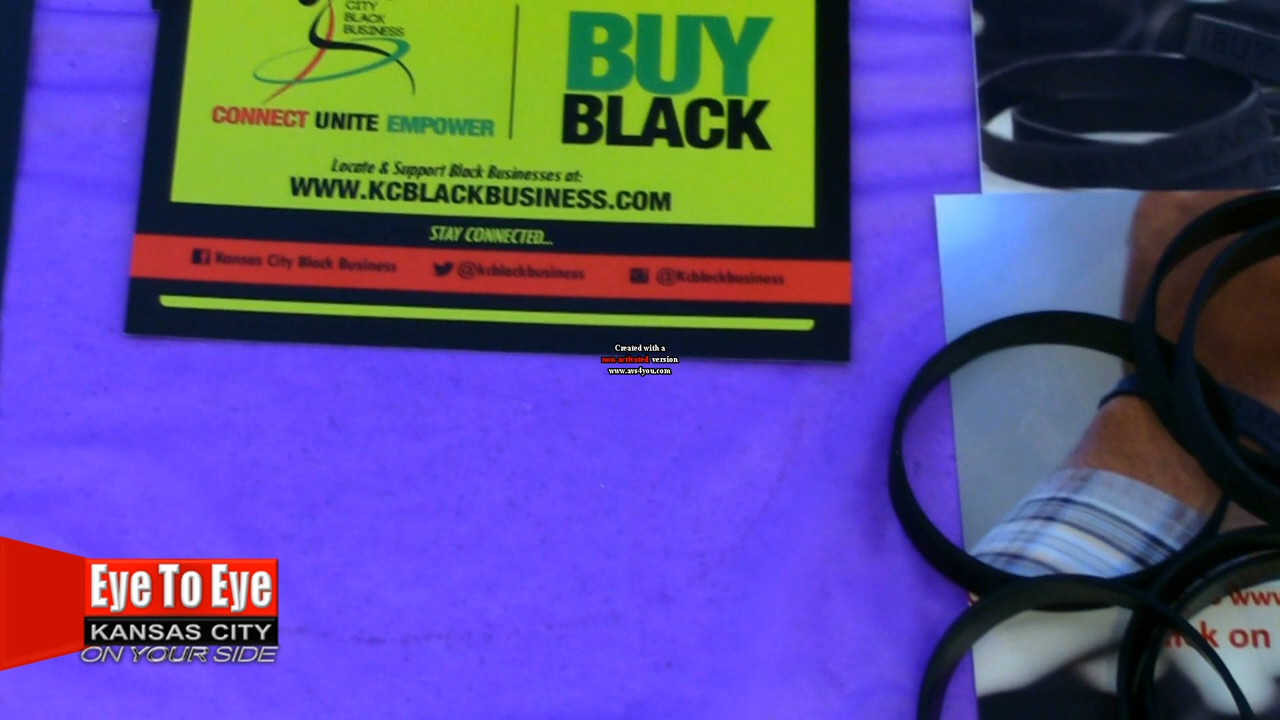 CITY
BLACK
BUSINESS
CONNECT UNITE EMPOWER
BUY
BLACK
Locate & Support Black Businesses at:
WWW.KCBLACKBUSINESS.COM
STAY CONNECTED...
Kansas City Black Business
@kcblackbusiness
@Kcblackbusiness
Created with a
non-activated version
www.avs4you.com
Eye To Eye
KANSAS CITY
ON YOUR SIDE
www
on